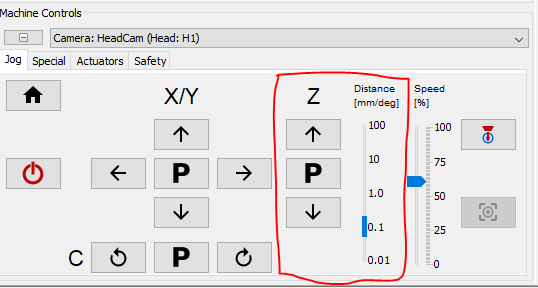 Machine Controls
Camera: HeadCam (Head: H1)
Jog Special Actuators Safety
X/Y Z Distance [mm/deg] Speed [%]
100 100
10 75
P P 1.0 50
0.1 25
0.01 0
C P